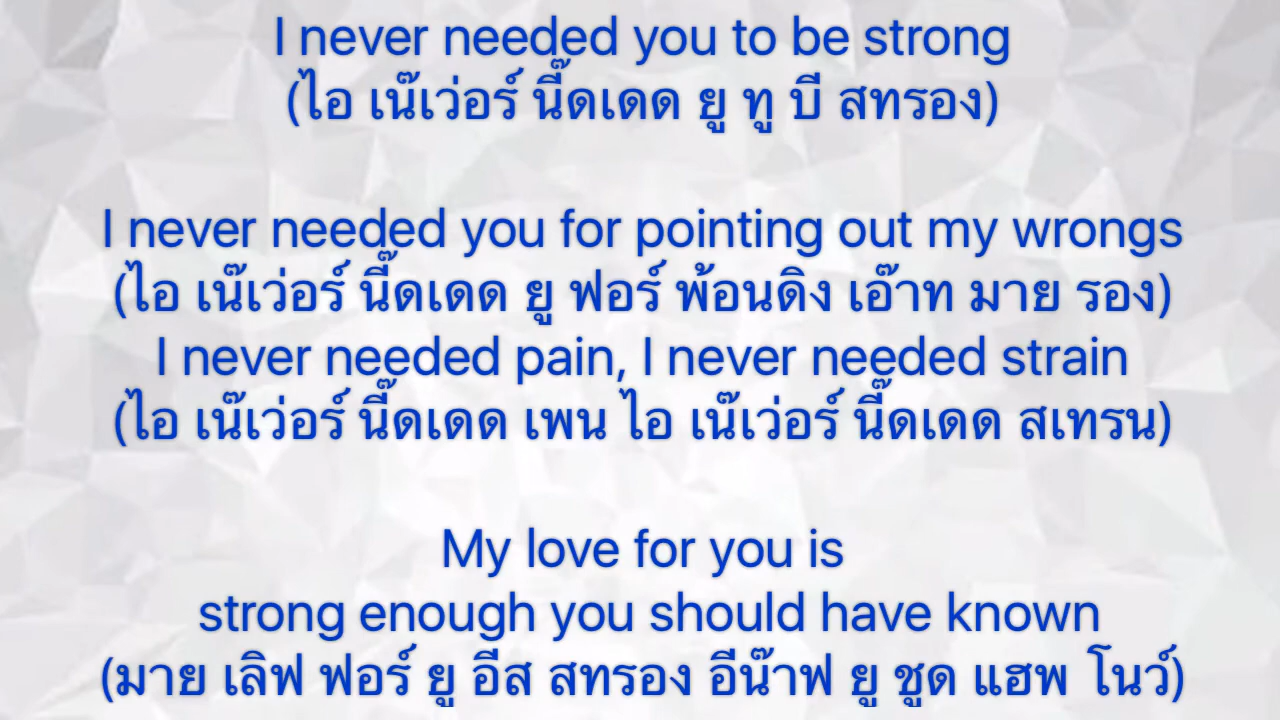 I never needed you to be strong
(ไอ เน๊เว่อร์ นี๊ดเดด ยู ทู บี สทรอง)
I never needed you for pointing out my wrongs
(ไอ เน๊เว่อร์ นี๊ดเดด ยู ฟอร์ พ้อนดิง เอ๊าท มาย รอง)
I never needed pain, I never needed strain
(ไอ เน๊เว่อร์ นี๊ดเดด เพน ไอ เน๊เว่อร์ นี๊ดเดด สเทรน)
My love for you is
strong enough you should have known
(มาย เลิฟ ฟอร์ ยู อีส สทรอง อีน๊าฟ ยู ชูด แฮพ โนว์)